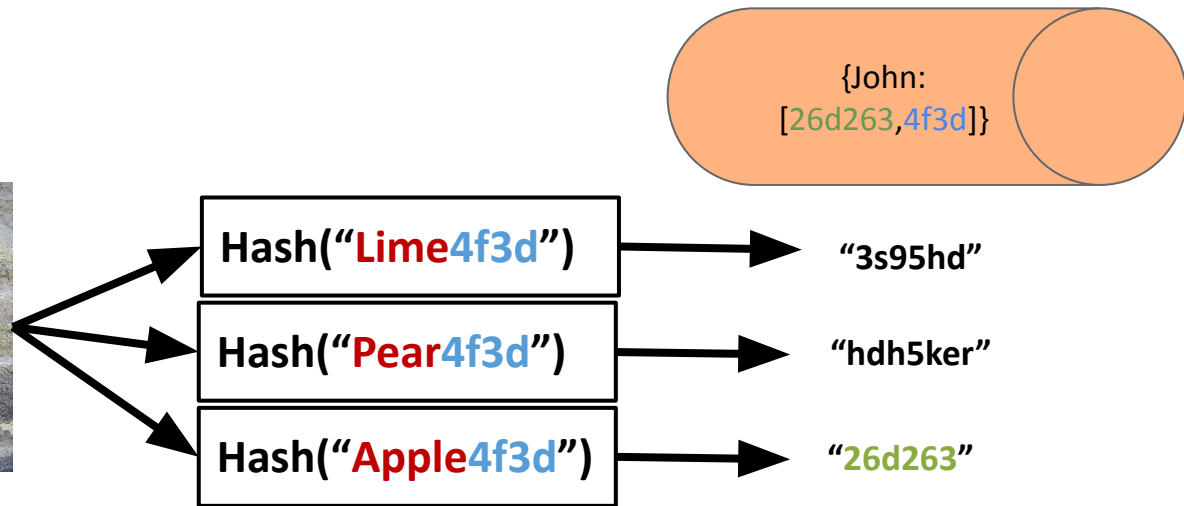 {John:
[26d263,4f3d]}
Hash(“Lime4f3d”)
“3s95hd”
Hash(“Pear4f3d”)
“hdh5ker”
Hash(“Apple4f3d”)
“26d263”